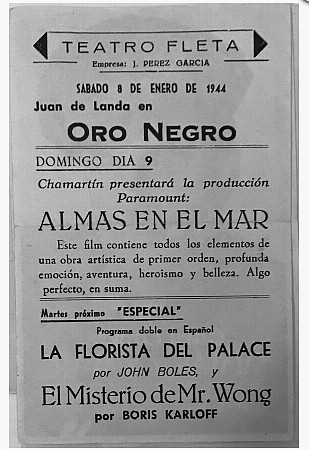 TEATRO FLETA
Empresa: J. PEREZ GARCIA
SABADO 8 DE ENERO DE 1944
Juan de Landa en
ORO NEGRO
DOMINGO DIA 9
Chamartín presentará la producción
Paramount:
ALMAS EN EL MAR
Este film contiene todos los elementos de
una obra artística de primer orden, profunda
emoción, aventura, heroismo y belleza. Algo
perfecto, en suma.
Martes próximo "ESPECIAL"
Programa doble en Español
LA FLORISTA DEL PALACE
por JOHN BOLES, y
El Misterio de Mr. Wong
por BORIS KARLOFF